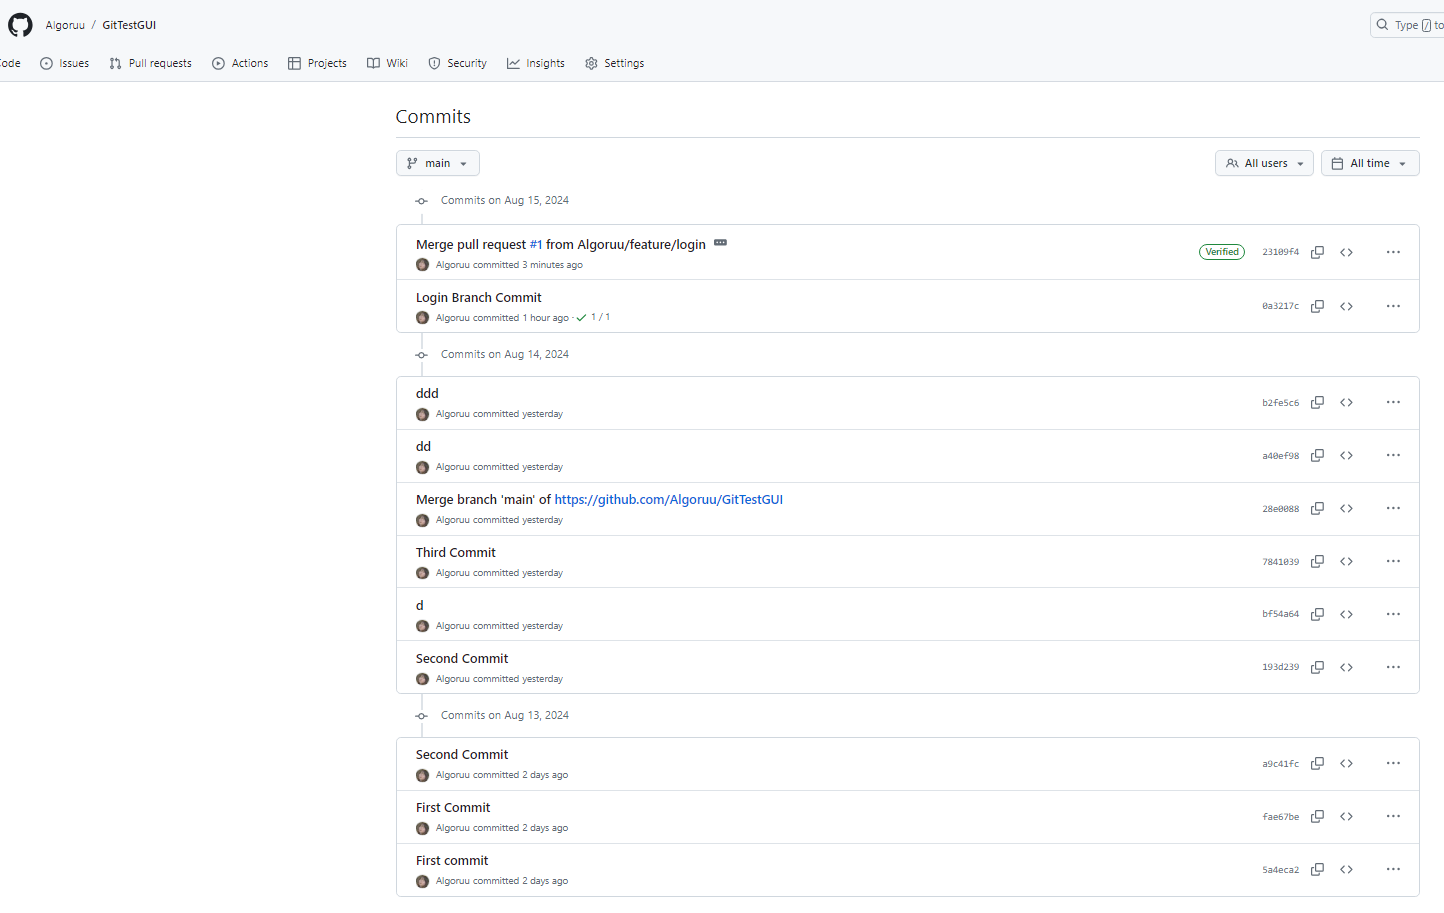 Algoruu / GitTestGUI
Type / to
ode Issues Pull requests Actions Projects Wiki Security Insights Settings
Commits
main All users All time
Commits on Aug 15, 2024
Merge pull request #1 from Algoruu/feature/login
Algoruu committed 3 minutes ago
Verified 23109f4
Login Branch Commit
Algoruu committed 1 hour ago · 1 / 1
0a3217c
Commits on Aug 14, 2024
ddd
Algoruu committed yesterday
b2fe5c6
dd
Algoruu committed yesterday
a40ef98
Merge branch 'main' of https://github.com/Algoruu/GitTestGUI
Algoruu committed yesterday
28e0088
Third Commit
Algoruu committed yesterday
7841039
d
Algoruu committed yesterday
bf54a64
Second Commit
Algoruu committed yesterday
193d239
Commits on Aug 13, 2024
Second Commit
Algoruu committed 2 days ago
a9c41fc
First Commit
Algoruu committed 2 days ago
fae67be
First commit
Algoruu committed 2 days ago
5a4eca2